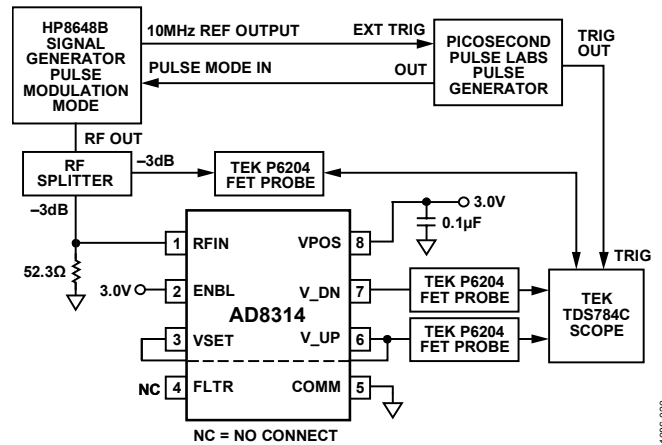 HP8648B
SIGNAL
GENERATOR
PULSE
MODULATION
MODE
10MHz REF OUTPUT
EXT TRIG
PULSE MODE IN
OUT
PICOSECOND
PULSE LABS
PULSE
GENERATOR
TRIG
OUT
RF OUT
RF
SPLITTER
–3dB
–3dB
TEK P6204
FET PROBE
3.0V
0.1µF
52.3Ω
3.0V
1 RFIN
2 ENBL
3 VSET
4 FLTR
NC
AD8314
VPOS 8
V_DN 7
V_UP 6
COMM 5
TEK P6204
FET PROBE
TEK P6204
FET PROBE
TRIG
TEK
TDS784C
SCOPE
NC = NO CONNECT